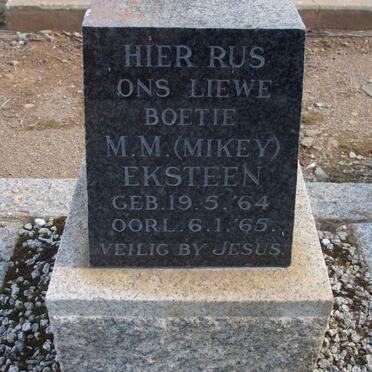 HIER RUS
ONS LIEWE
BOETIE
M.M. (MIKEY)
EKSTEEN
GEB. 19.5.'64
OORL. 6.1.'65.
VEILIG BY JESUS